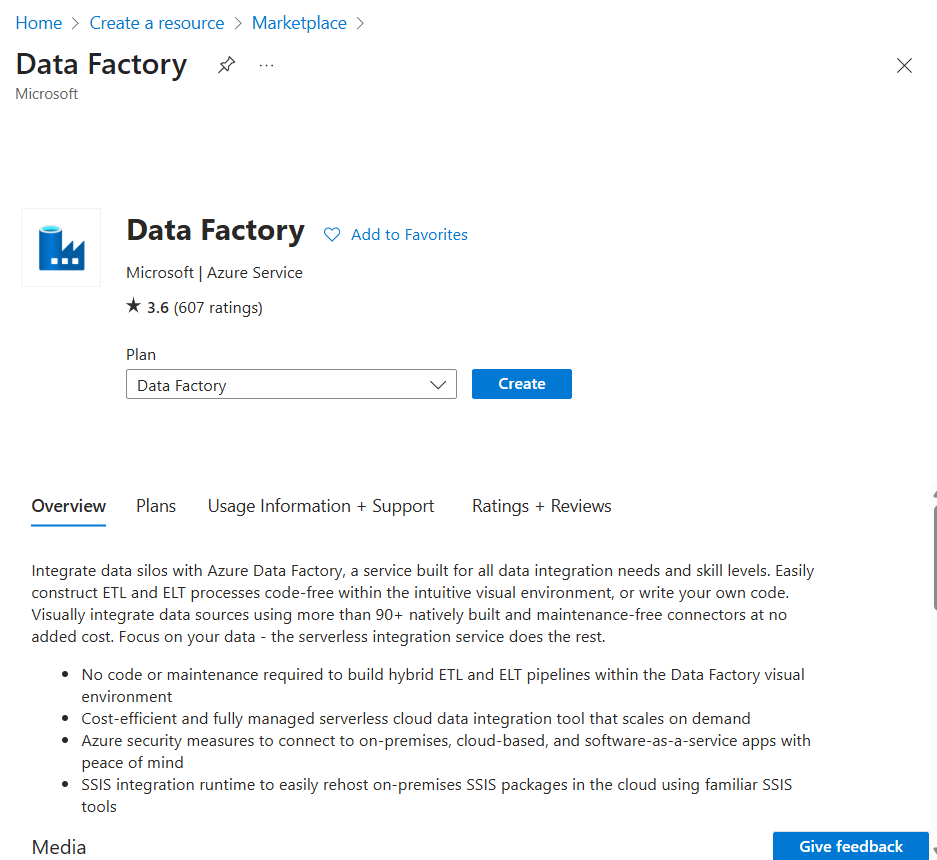 Home > Create a resource > Marketplace >
Data Factory ...
Microsoft
Data Factory Add to Favorites
Microsoft | Azure Service
★ 3.6 (607 ratings)
Plan
Data Factory Create
Overview Plans Usage Information + Support Ratings + Reviews
Integrate data silos with Azure Data Factory, a service built for all data integration needs and skill levels. Easily
construct ETL and ELT processes code-free within the intuitive visual environment, or write your own code.
Visually integrate data sources using more than 90+ natively built and maintenance-free connectors at no
added cost. Focus on your data - the serverless integration service does the rest.
• No code or maintenance required to build hybrid ETL and ELT pipelines within the Data Factory visual
environment
• Cost-efficient and fully managed serverless cloud data integration tool that scales on demand
• Azure security measures to connect to on-premises, cloud-based, and software-as-a-service apps with
peace of mind
• SSIS integration runtime to easily rehost on-premises SSIS packages in the cloud using familiar SSIS
tools
Media Give feedback